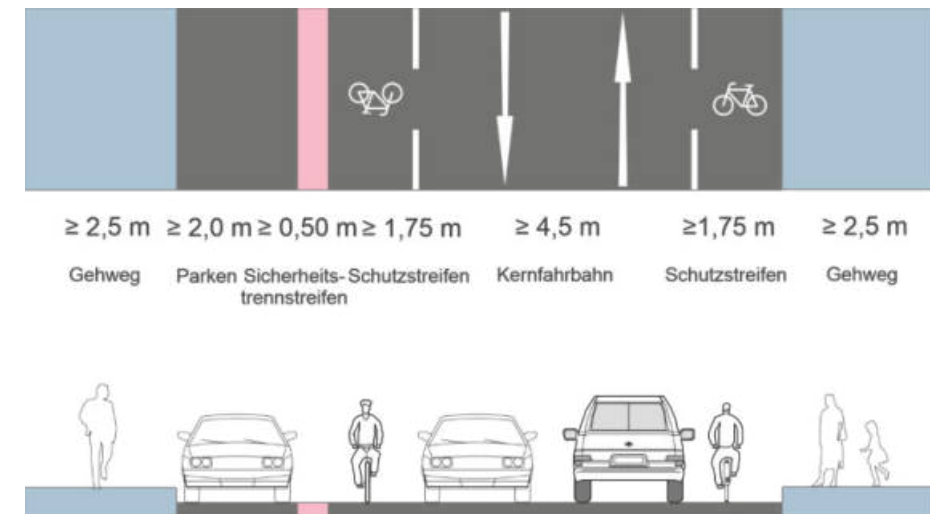 ≥ 2,5 m ≥ 2,0 m ≥ 0,50 m ≥ 1,75 m ≥ 4,5 m ≥1,75 m ≥ 2,5 m
Gehweg Parken Sicherheits- Schutzstreifen Kernfahrbahn Schutzstreifen Gehweg
trennstreifen